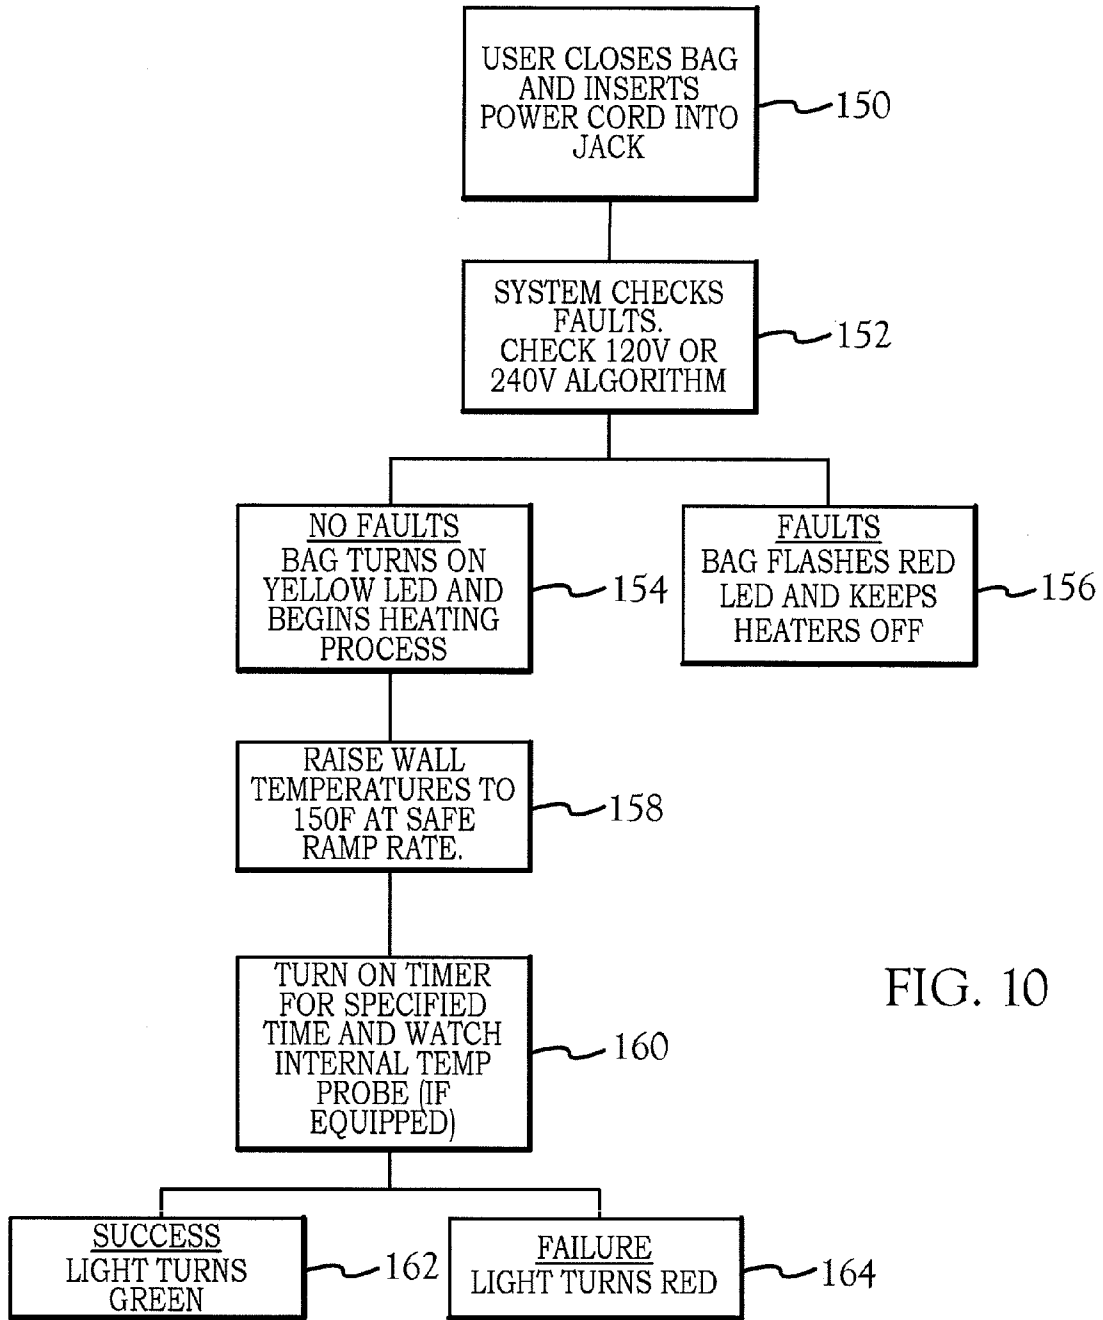 USER CLOSES BAG
AND INSERTS
POWER CORD INTO
JACK
150
SYSTEM CHECKS
FAULTS.
CHECK 120V OR
240V ALGORITHM
152
NO FAULTS
BAG TURNS ON
YELLOW LED AND
BEGINS HEATING
PROCESS
154
FAULTS
BAG FLASHES RED
LED AND KEEPS
HEATERS OFF
156
RAISE WALL
TEMPERATURES TO
150F AT SAFE
RAMP RATE.
158
TURN ON TIMER
FOR SPECIFIED
TIME AND WATCH
INTERNAL TEMP
PROBE (IF
EQUIPPED)
160
FIG. 10
SUCCESS
LIGHT TURNS
GREEN
162
FAILURE
LIGHT TURNS RED
164